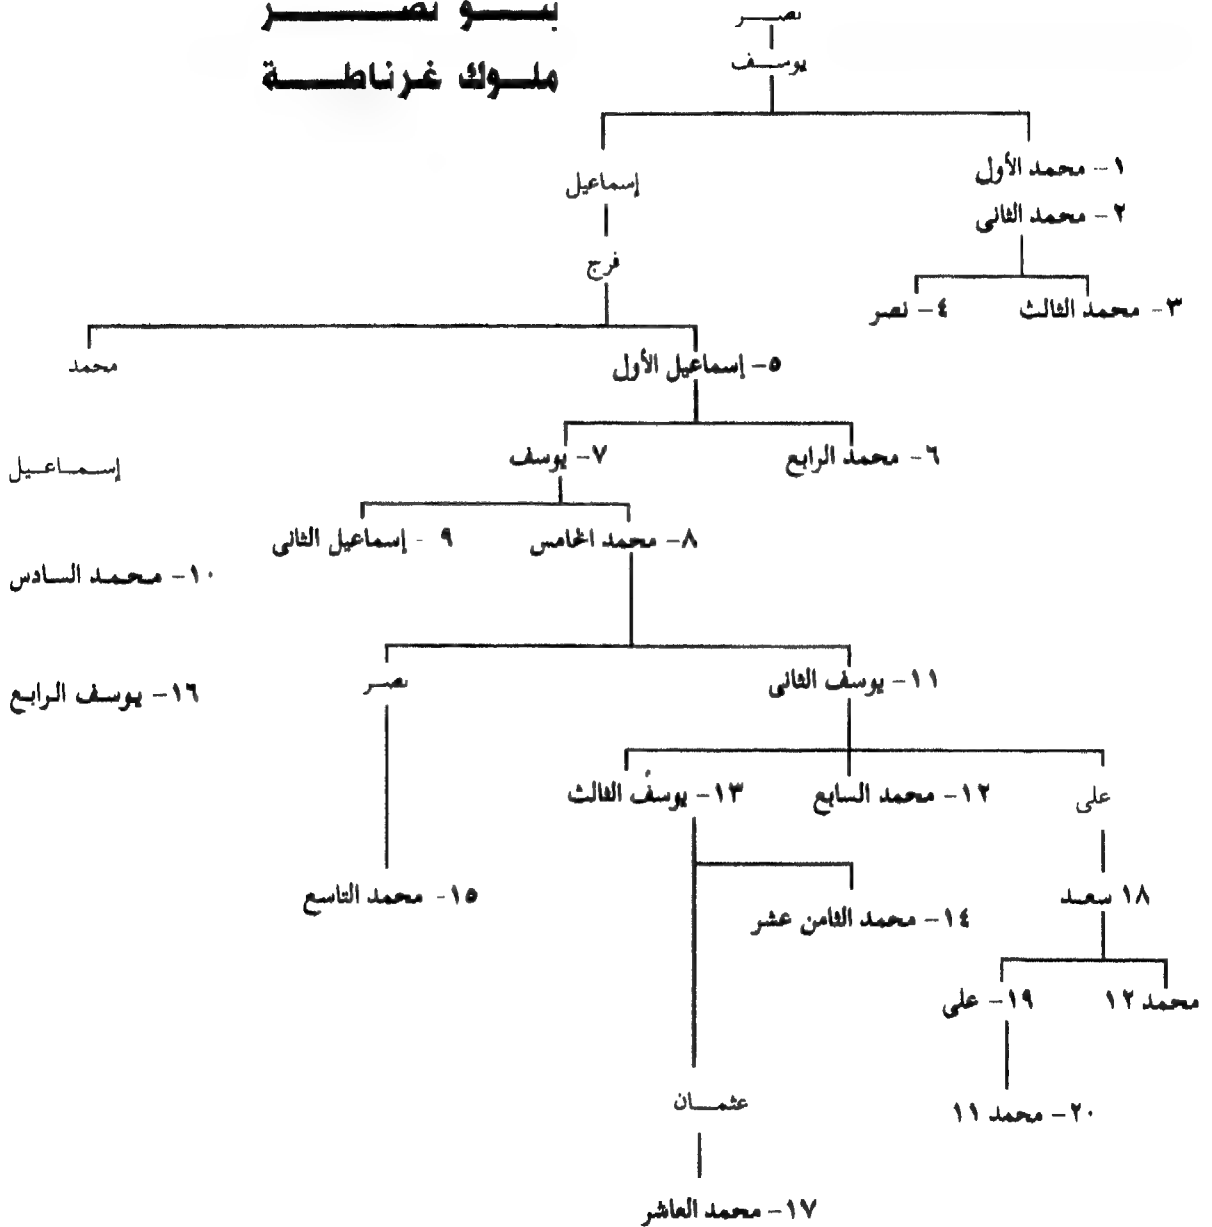 بنو نصر
ملوك غرناطة
نصر
يوسف
١- محمد الأول
إسماعيل
٢- محمد الثانى
فرج
٣- محمد الثالث
٤- نصر
٥- إسماعيل الأول
محمد
٦- محمد الرابع
٧- يوسف
إسماعيل
٨- محمد الخامس
٩ - إسماعيل الثانى
١٠- محمد السادس
١١- يوسف الثانى
نصر
١٦- يوسف الرابع
على
١٢- محمد السابع
١٣- يوسف الثالث
١٨ سعد
١٥- محمد التاسع
١٤- محمد الثامن عشر
محمد ١٢
١٩- على
عثمان
٢٠- محمد ١١
١٧- محمد العاشر